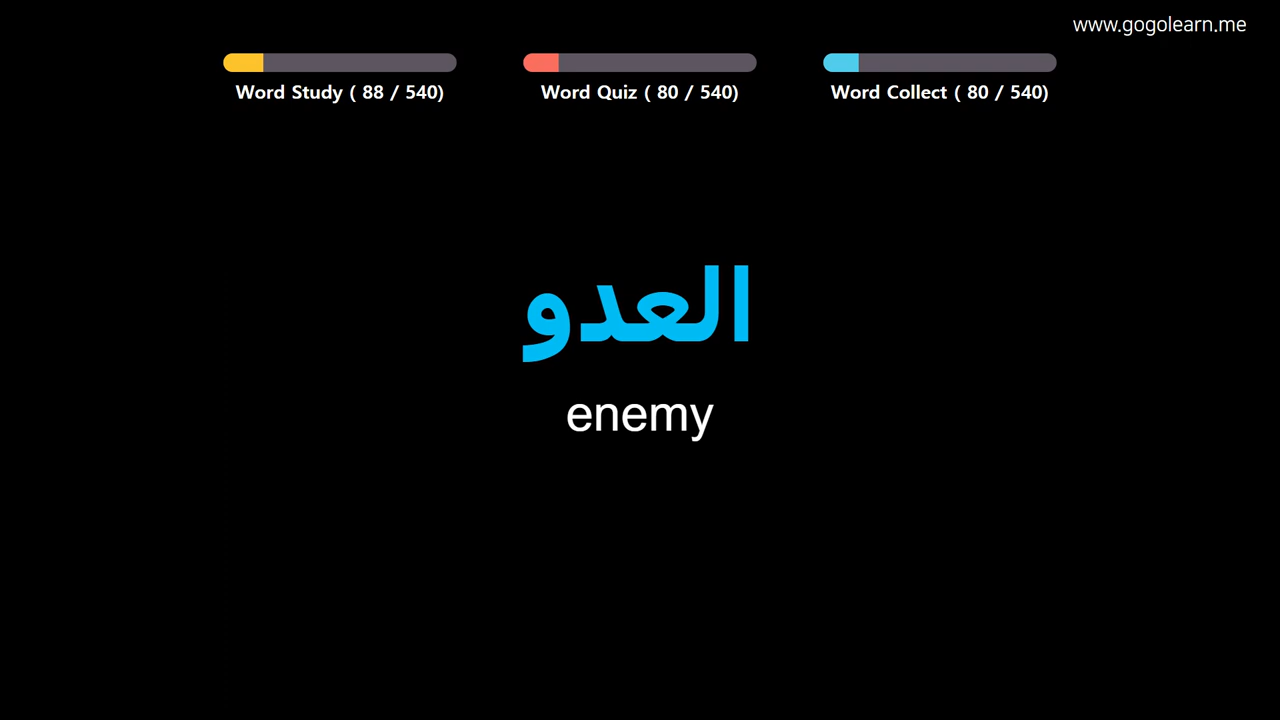 www.gogolearn.me
Word Study ( 88 / 540)
Word Quiz ( 80 / 540)
Word Collect ( 80 / 540)
العدو
enemy